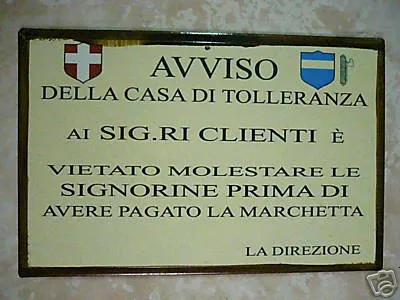 AVVISO
DELLA CASA DI TOLLERANZA
AI SIG.RI CLIENTI È
VIETATO MOLESTARE LE
SIGNORINE PRIMA DI
AVERE PAGATO LA MARCHETTA
LA DIREZIONE